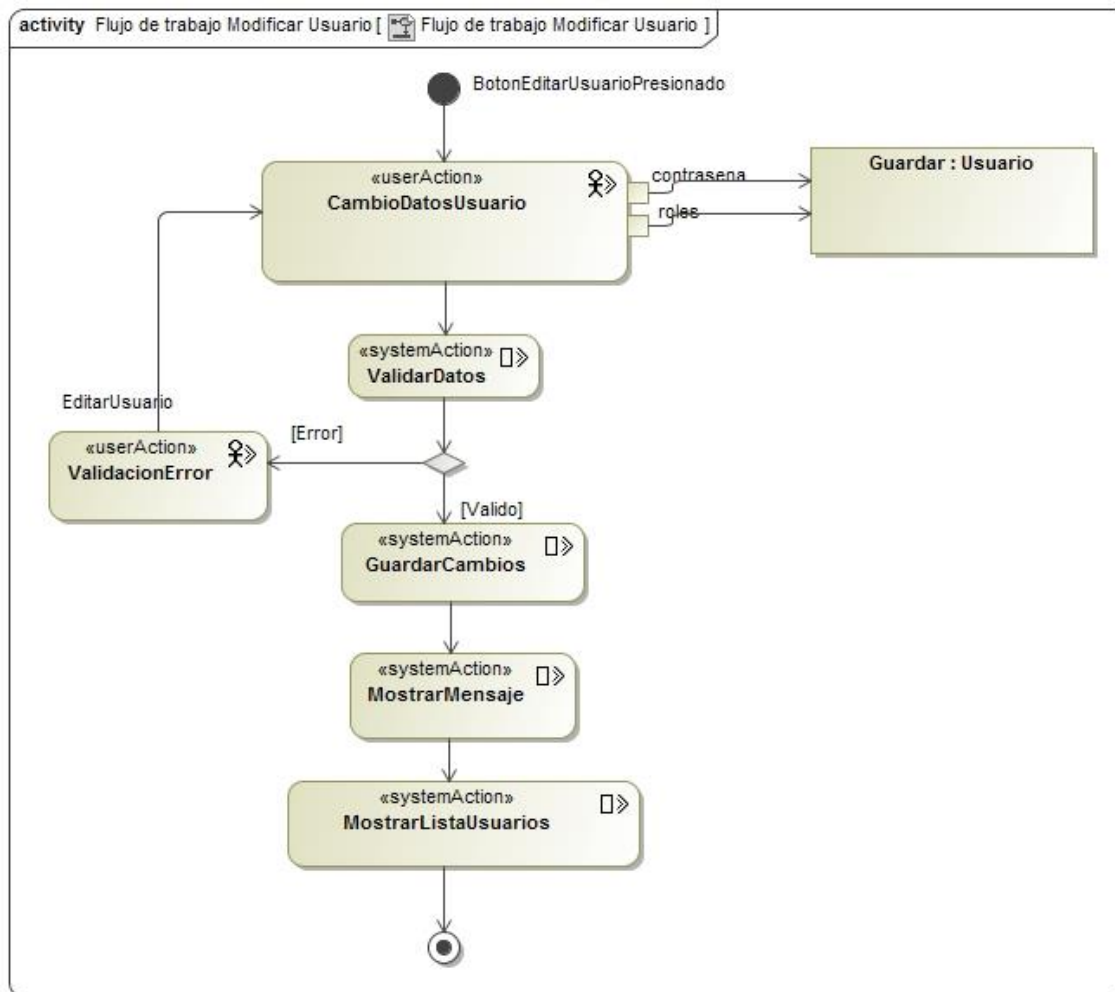 activity Flujo de trabajo Modificar Usuario [ Flujo de trabajo Modificar Usuario ]
BotonEditarUsuarioPresionado
«userAction»
CambioDatosUsuario
contrasena
roles
Guardar : Usuario
«systemAction»
ValidarDatos
EditarUsuario
[Error]
«userAction»
ValidacionError
[Valido]
«systemAction»
GuardarCambios
«systemAction»
MostrarMensaje
«systemAction»
MostrarListaUsuarios